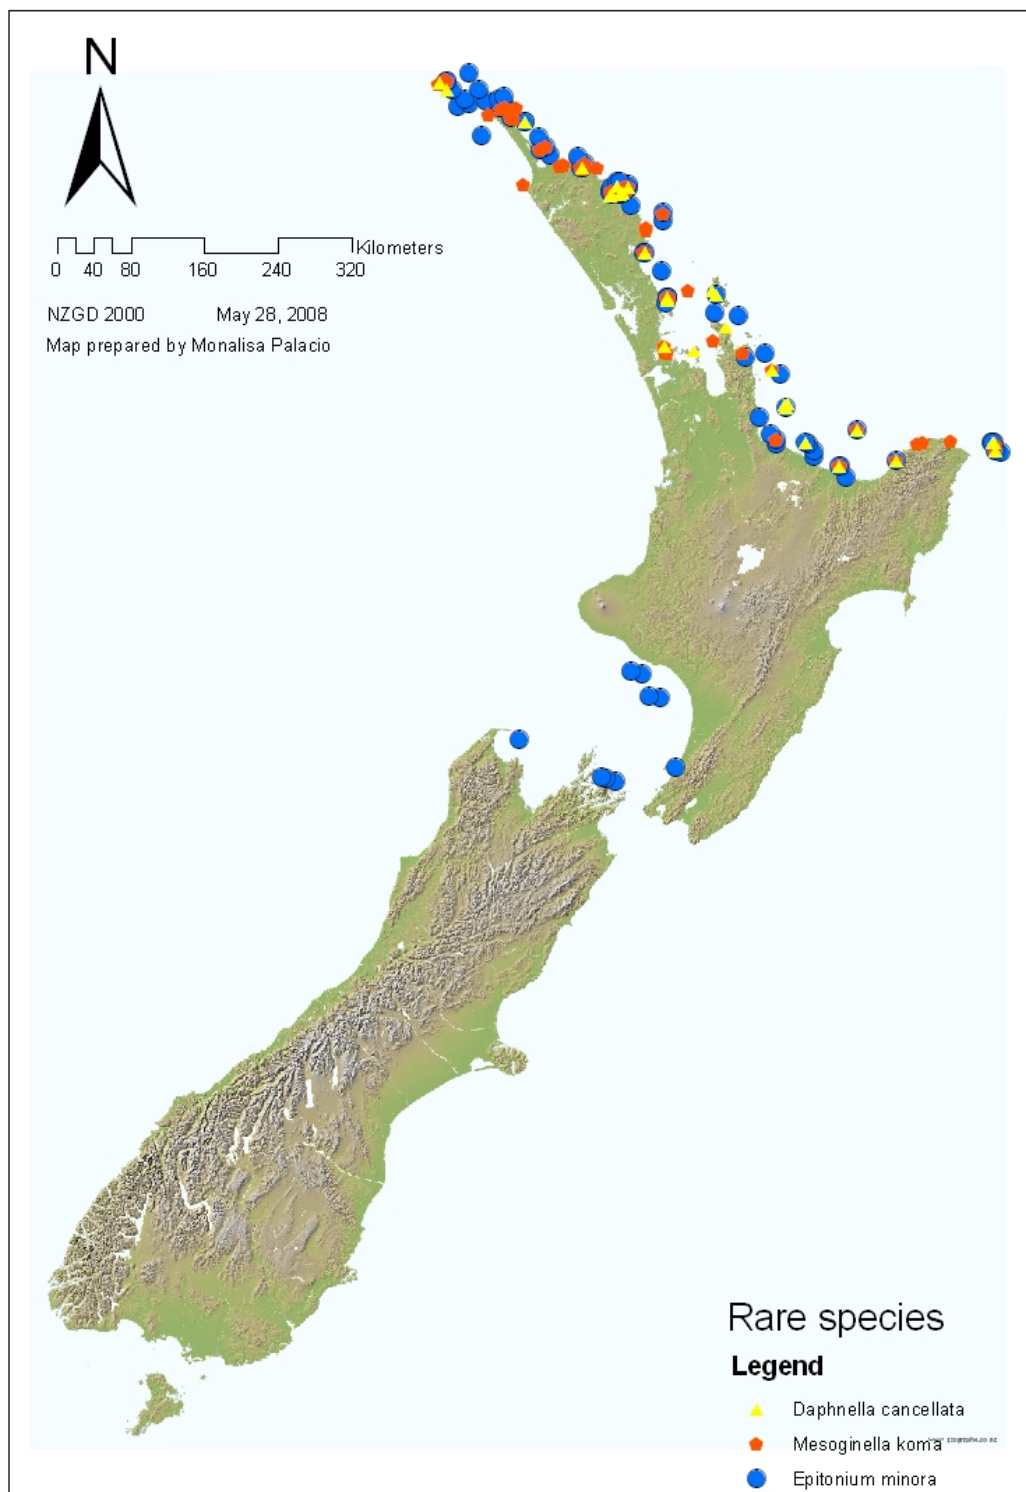 N
Kilometers
0 40 80 160 240 320
NZGD 2000 May 28, 2008
Map prepared by Monalisa Palacio
Rare species
Legend
Daphnella cancellata
Mesoginella koma
Epitonium minora